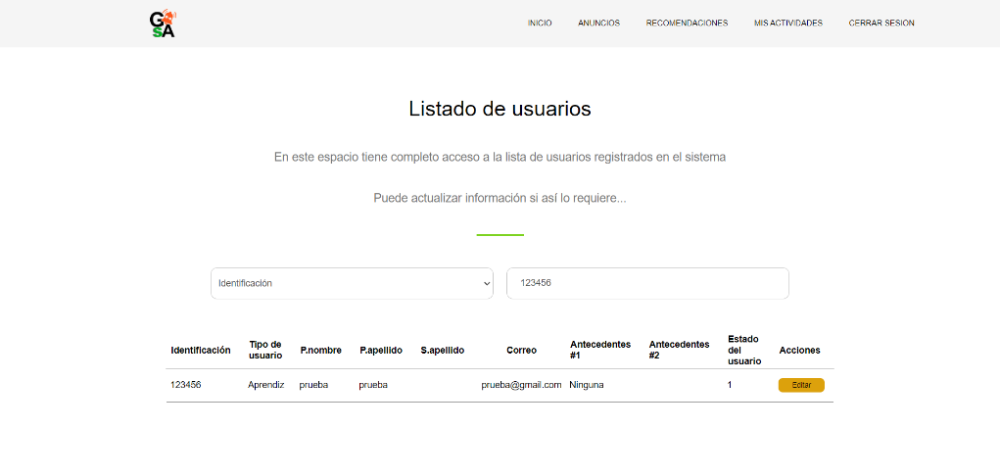 GSA
INICIO ANUNCIOS RECOMENDACIONES MIS ACTIVIDADES CERRAR SESION
Listado de usuarios
En este espacio tiene completo acceso a la lista de usuarios registrados en el sistema
Puede actualizar información si así lo requiere...
Identificación 123456
Identificación Tipo de usuario P.nombre P.apellido S.apellido Correo Antecedentes #1 Antecedentes #2 Estado del usuario Acciones
123456 Aprendiz prueba prueba prueba@gmail.com Ninguna 1 Editar